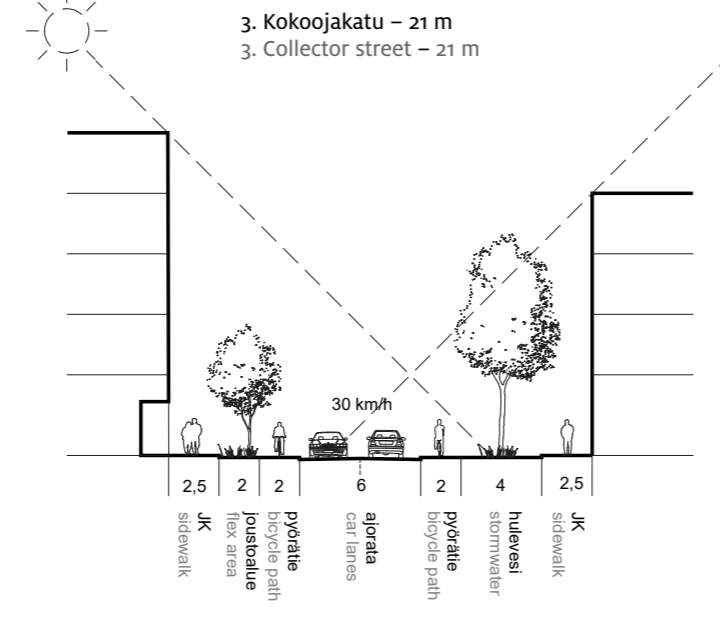 3. Kokoojakatu – 21 m
3. Collector street – 21 m
30 km/h
2,5
2
2
6
2
4
2,5
JK
sidewalk
joustoalue
flex area
pyörätie
bicycle path
ajorata
car lanes
pyörätie
bicycle path
hulevesi
stormwater
JK
sidewalk